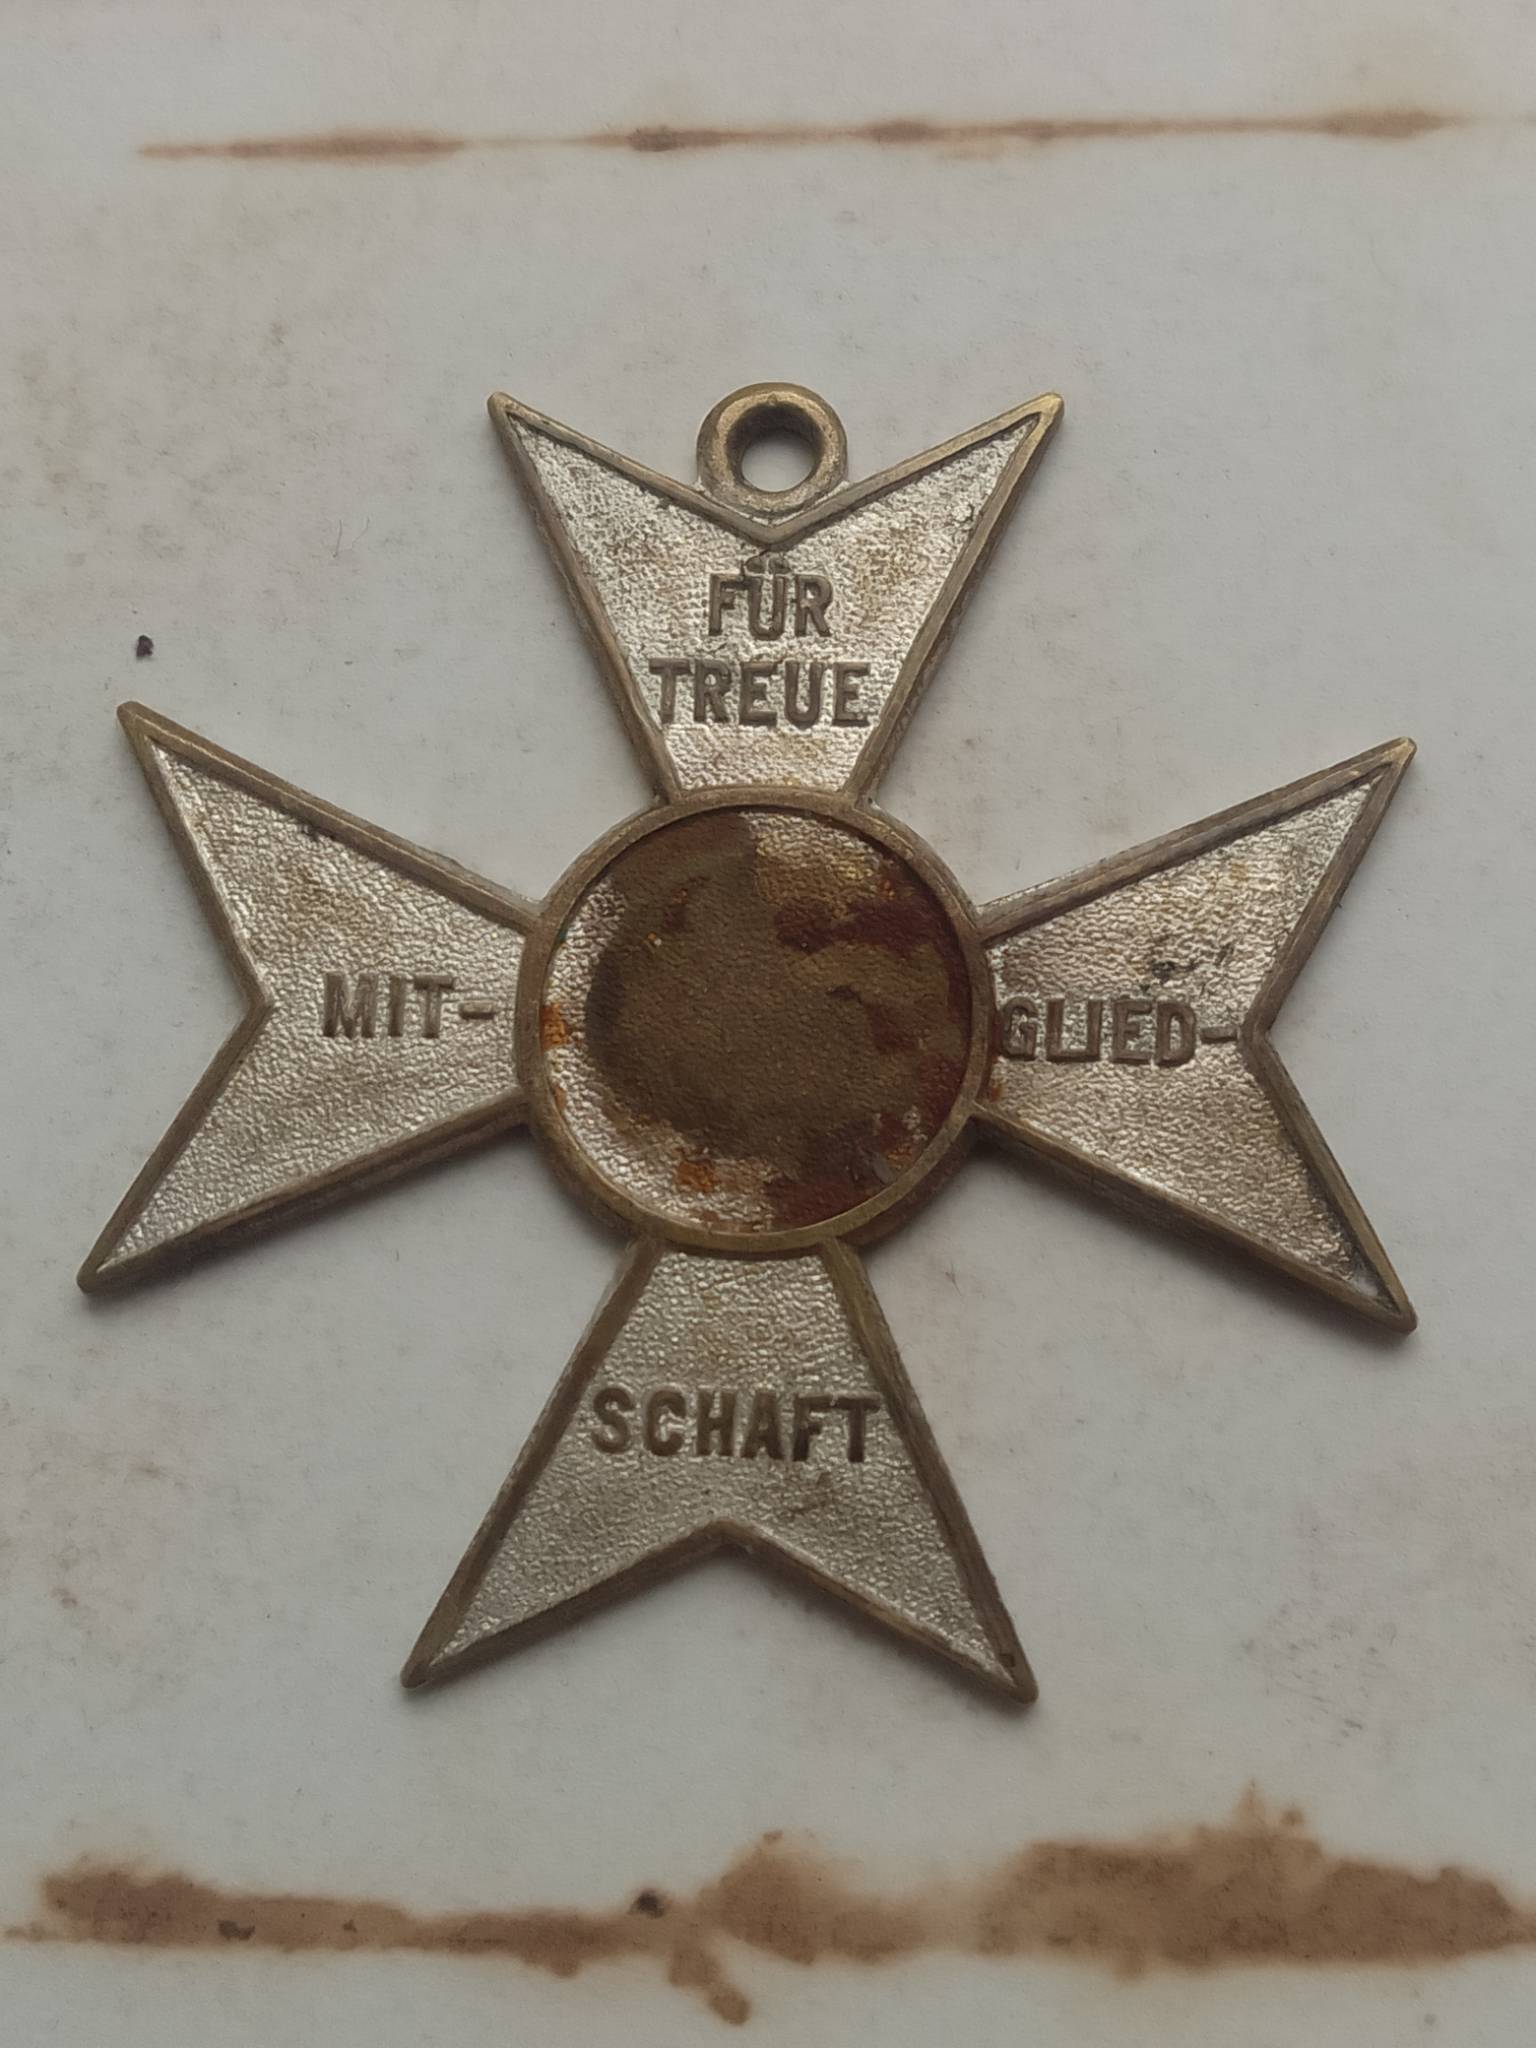 FÜR
TREUE
MIT-
GLIED-
SCHAFT